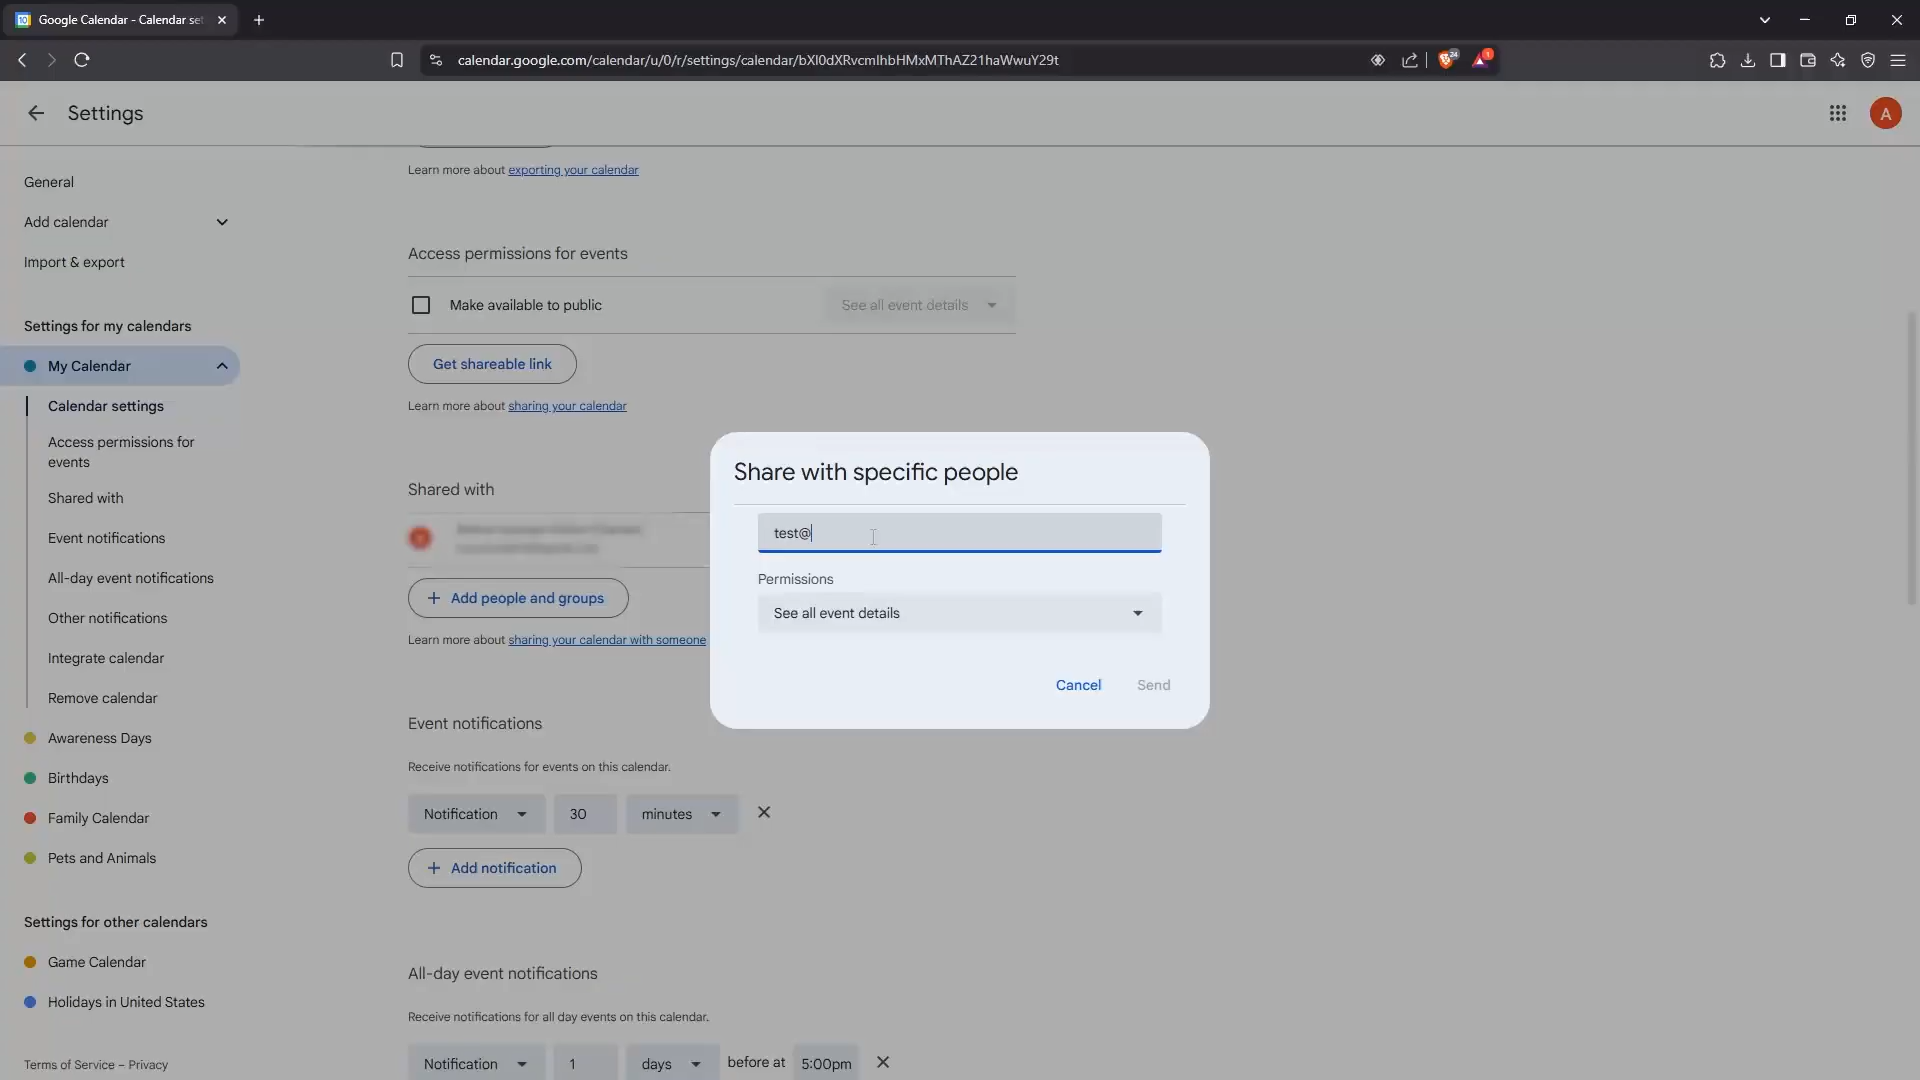 Google Calendar - Calendar set
calendar.google.com/calendar/u/0/r/settings/calendar/bXl0dXRvcmlhbHMxMThAZ21haWwuY29t
24
1
Settings
A
General
Add calendar
Import & export
Settings for my calendars
My Calendar
Calendar settings
Access permissions for
events
Shared with
Event notifications
All-day event notifications
Other notifications
Integrate calendar
Remove calendar
Awareness Days
Birthdays
Family Calendar
Pets and Animals
Settings for other calendars
Game Calendar
Holidays in United States
Terms of Service – Privacy
Learn more about exporting your calendar
Access permissions for events
Make available to public
See all event details
Get shareable link
Learn more about sharing your calendar
Shared with
Add people and groups
Learn more about sharing your calendar with someone
Event notifications
Receive notifications for events on this calendar.
Notification 30 minutes
Add notification
All-day event notifications
Receive notifications for all day events on this calendar.
Notification 1 days before at 5:00pm
Share with specific people
test@
Permissions
See all event details
Cancel Send